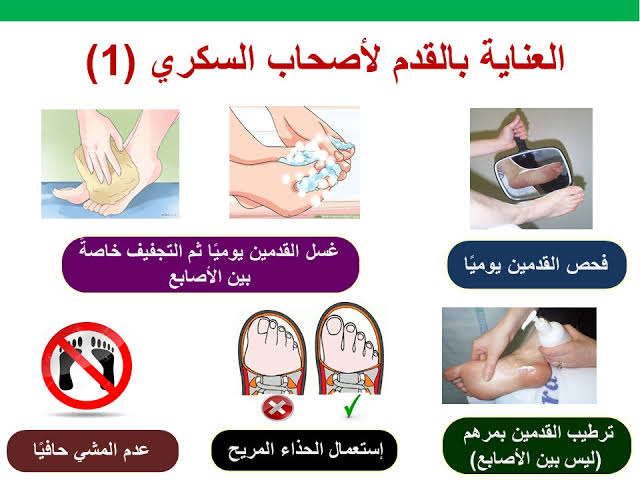 العناية بالقدم لأصحاب السكري (1)
فحص القدمين يوميًا
غسل القدمين يوميًا ثم التجفيف خاصةً
بين الأصابع
ترطيب القدمين بمرهم
(ليس بين الأصابع)
إستعمال الحذاء المريح
عدم المشي حافيًا